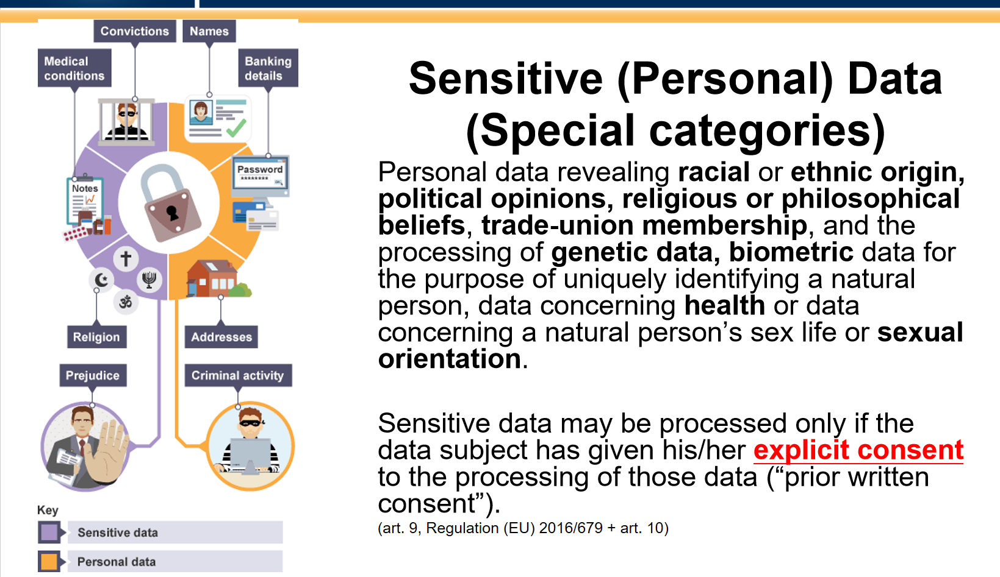 Convictions
Names
Medical
conditions
Banking
details
Notes
Password
********
Religion
Addresses
Prejudice
Criminal activity
Key
Sensitive data
Personal data
Sensitive (Personal) Data
(Special categories)
Personal data revealing racial or ethnic origin,
political opinions, religious or philosophical
beliefs, trade-union membership, and the
processing of genetic data, biometric data for
the purpose of uniquely identifying a natural
person, data concerning health or data
concerning a natural person’s sex life or sexual
orientation.
Sensitive data may be processed only if the
data subject has given his/her explicit consent
to the processing of those data (“prior written
consent”).
(art. 9, Regulation (EU) 2016/679 + art. 10)